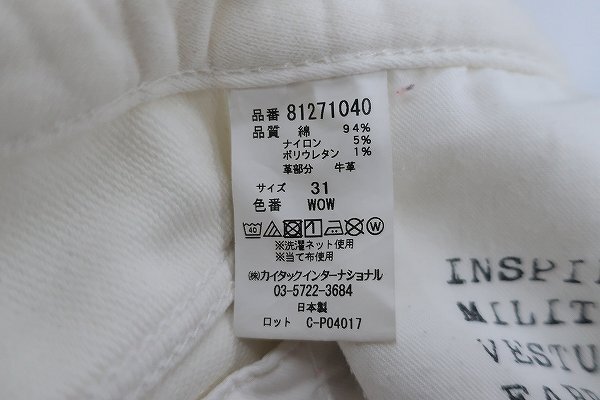 品番 81271040
品質 綿 94%
ナイロン 5%
ポリウレタン 1%
革部分 牛革
サイズ 31
色番 WOW
40 W
※洗濯ネット使用
※当て布使用
㈱カイタックインターナショナル
03-5722-3684
日本製
ロット C-P04017
INSPI
MILIT
VESTU
FABR